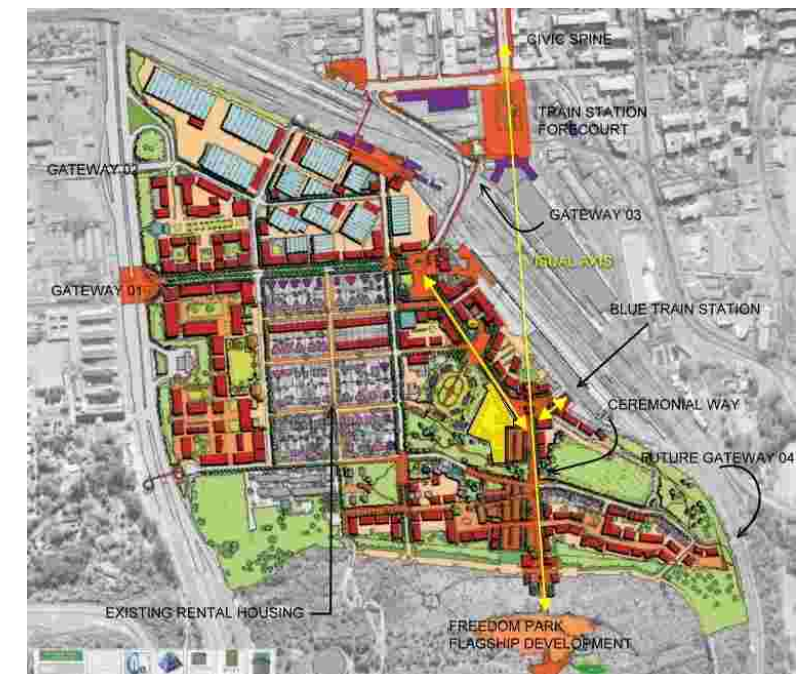 CIVIC SPINE
TRAIN STATION
FORECOURT
GATEWAY 02
GATEWAY 03
VISUAL AXIS
GATEWAY 01
BLUE TRAIN STATION
CEREMONIAL WAY
FUTURE GATEWAY 04
EXISTING RENTAL HOUSING
FREEDOM PARK
FLAGSHIP DEVELOPMENT